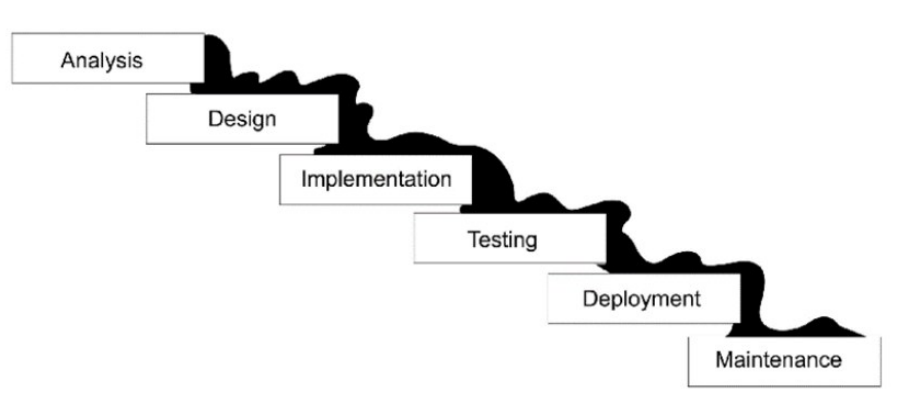 Analysis
Design
Implementation
Testing
Deployment
Maintenance